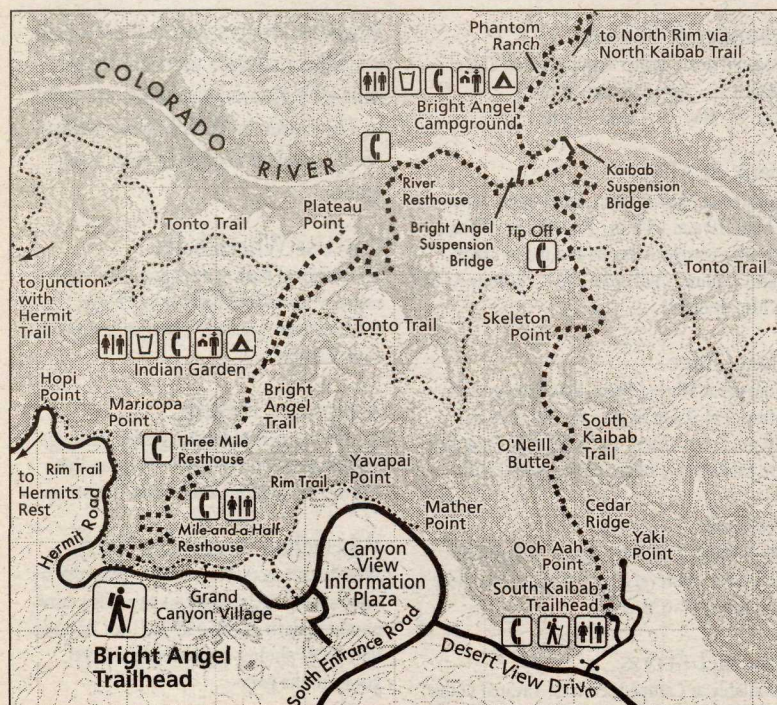 Phantom
Ranch
to North Rim via
North Kaibab Trail
COLORADO RIVER
Bright Angel
Campground
Kaibab
Suspension
Bridge
River
Resthouse
Plateau
Point
Tonto Trail
Bright Angel
Suspension
Bridge
Tip Off
Tonto Trail
to junction
with
Hermit
Trail
Tonto Trail
Skeleton
Point
Indian Garden
Hopi
Point
Maricopa
Point
Bright
Angel
Trail
South
Kaibab
Trail
O'Neill
Butte
Three Mile
Resthouse
Rim Trail
to
Hermits
Rest
Rim Trail
Yavapai
Point
Mather
Point
Cedar
Ridge
Yaki
Point
Hermit Road
Mile-and-a-Half
Resthouse
Canyon
View
Information
Plaza
Ooh Aah
Point
South Kaibab
Trailhead
Grand
Canyon Village
Bright Angel
Trailhead
South Entrance Road
Desert View Drive